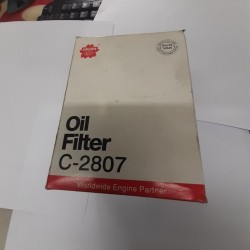 Oil
Filter
C-2807
Worldwide Engine Partner